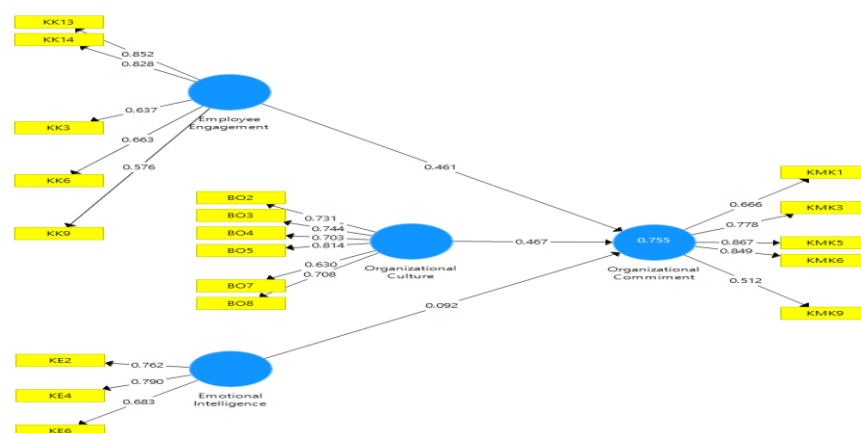 KK13
KK14
0.852
0.828
0.637
KK3
0.663
KK6
0.576
KK9
Employee
Engagement
0.461
BO2
BO3
BO4
BO5
BO7
BO8
0.731
0.744
0.703
0.814
0.630
0.708
Organizational
Culture
0.467
0.755
Organizational
Commiment
KMK1
KMK3
KMK5
KMK6
KMK9
0.666
0.778
0.867
0.849
0.512
0.092
KE2
KE4
KE6
0.762
0.790
0.683
Emotional
Intelligence